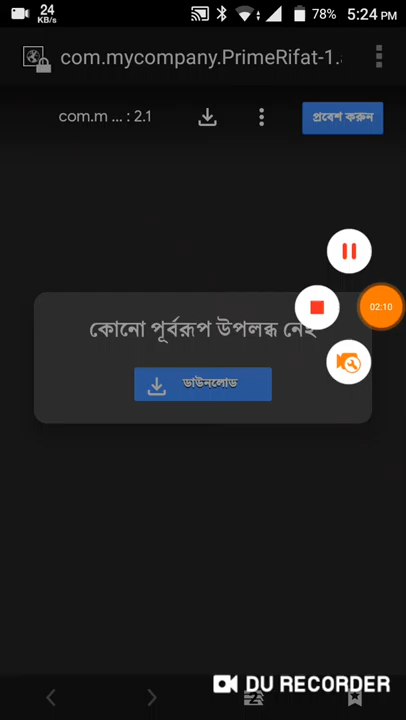 24
KB/s
78%
5:24 PM
com.mycompany.PrimeRifat-1.
com.m ... : 2.1
প্রবেশ করুন
02:10
কোনো পূর্বরূপ উপলব্ধ নেই
ডাউনলোড
DU RECORDER